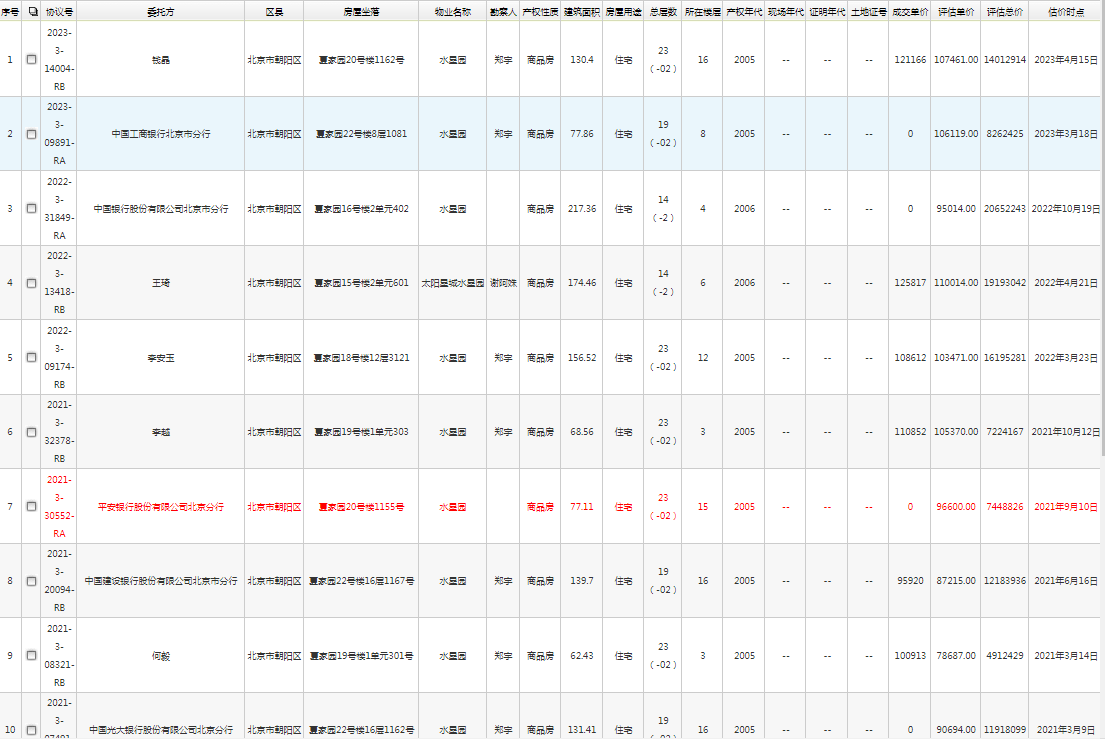 序号 协议号 委托方 区县 房屋坐落 物业名称 勘察人 产权性质 建筑面积 房屋用途 总层数 所在楼层 产权年代 现场年代 证明年代 土地证号 成交单价 评估单价 评估总价 估价时点
1 2023-3-14004-RB 钱晶 北京市朝阳区 夏家园20号楼1162号 水星园 郑宇 商品房 130.4 住宅 23(-02) 16 2005 -- -- -- 121166 107461.00 14012914 2023年4月15日
2 2023-3-09891-RA 中国工商银行北京市分行 北京市朝阳区 夏家园22号楼8层1081 水星园 郑宇 商品房 77.86 住宅 19(-02) 8 2005 -- -- -- 0 106119.00 8262425 2023年3月18日
3 2022-3-31849-RA 中国银行股份有限公司北京市分行 北京市朝阳区 夏家园16号楼2单元402 水星园 商品房 217.36 住宅 14(-2) 4 2006 -- -- -- 0 95014.00 20652243 2022年10月19日
4 2022-3-13418-RB 王琦 北京市朝阳区 夏家园15号楼2单元601 太阳星城水星园 谢阿姝 商品房 174.46 住宅 14(-2) 6 2006 -- -- -- 125817 110014.00 19193042 2022年4月21日
5 2022-3-09174-RB 李安玉 北京市朝阳区 夏家园18号楼12层3121 水星园 郑宇 商品房 156.52 住宅 23(-02) 12 2005 -- -- -- 108612 103471.00 16195281 2022年3月23日
6 2021-3-32378-RB 李越 北京市朝阳区 夏家园19号楼1单元303 水星园 郑宇 商品房 68.56 住宅 23(-02) 3 2005 -- -- -- 110852 105370.00 7224167 2021年10月12日
7 2021-3-30552-RA 平安银行股份有限公司北京分行 北京市朝阳区 夏家园20号楼1155号 水星园 商品房 77.11 住宅 23(-02) 15 2005 -- -- -- 0 96600.00 7448826 2021年9月10日
8 2021-3-20094-RB 中国建设银行股份有限公司北京市分行 北京市朝阳区 夏家园22号楼16层1167号 水星园 郑宇 商品房 139.7 住宅 19(-02) 16 2005 -- -- -- 95920 87215.00 12183936 2021年6月16日
9 2021-3-08321-RB 何毅 北京市朝阳区 夏家园19号楼1单元301号 水星园 郑宇 商品房 62.43 住宅 23(-02) 3 2005 -- -- -- 100913 78687.00 4912429 2021年3月14日
10 2021-3- 中国光大银行股份有限公司北京分行 北京市朝阳区 夏家园22号楼16层1162号 水星园 郑宇 商品房 131.41 住宅 19 16 2005 -- -- -- 0 90694.00 11918099 2021年3月9日